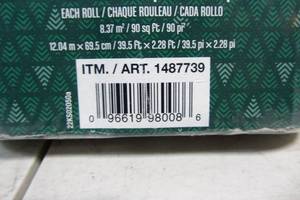 EACH ROLL / CHAQUE ROULEAU / CADA ROLLO
8.37 m² / 90 sq ft / 90 pi²
12.04 m x 69.5 cm / 39.5 ft x 2.28 ft / 39.5 pi x 2.28 pi
ITM. / ART. 1487739
0 96619 98008 6